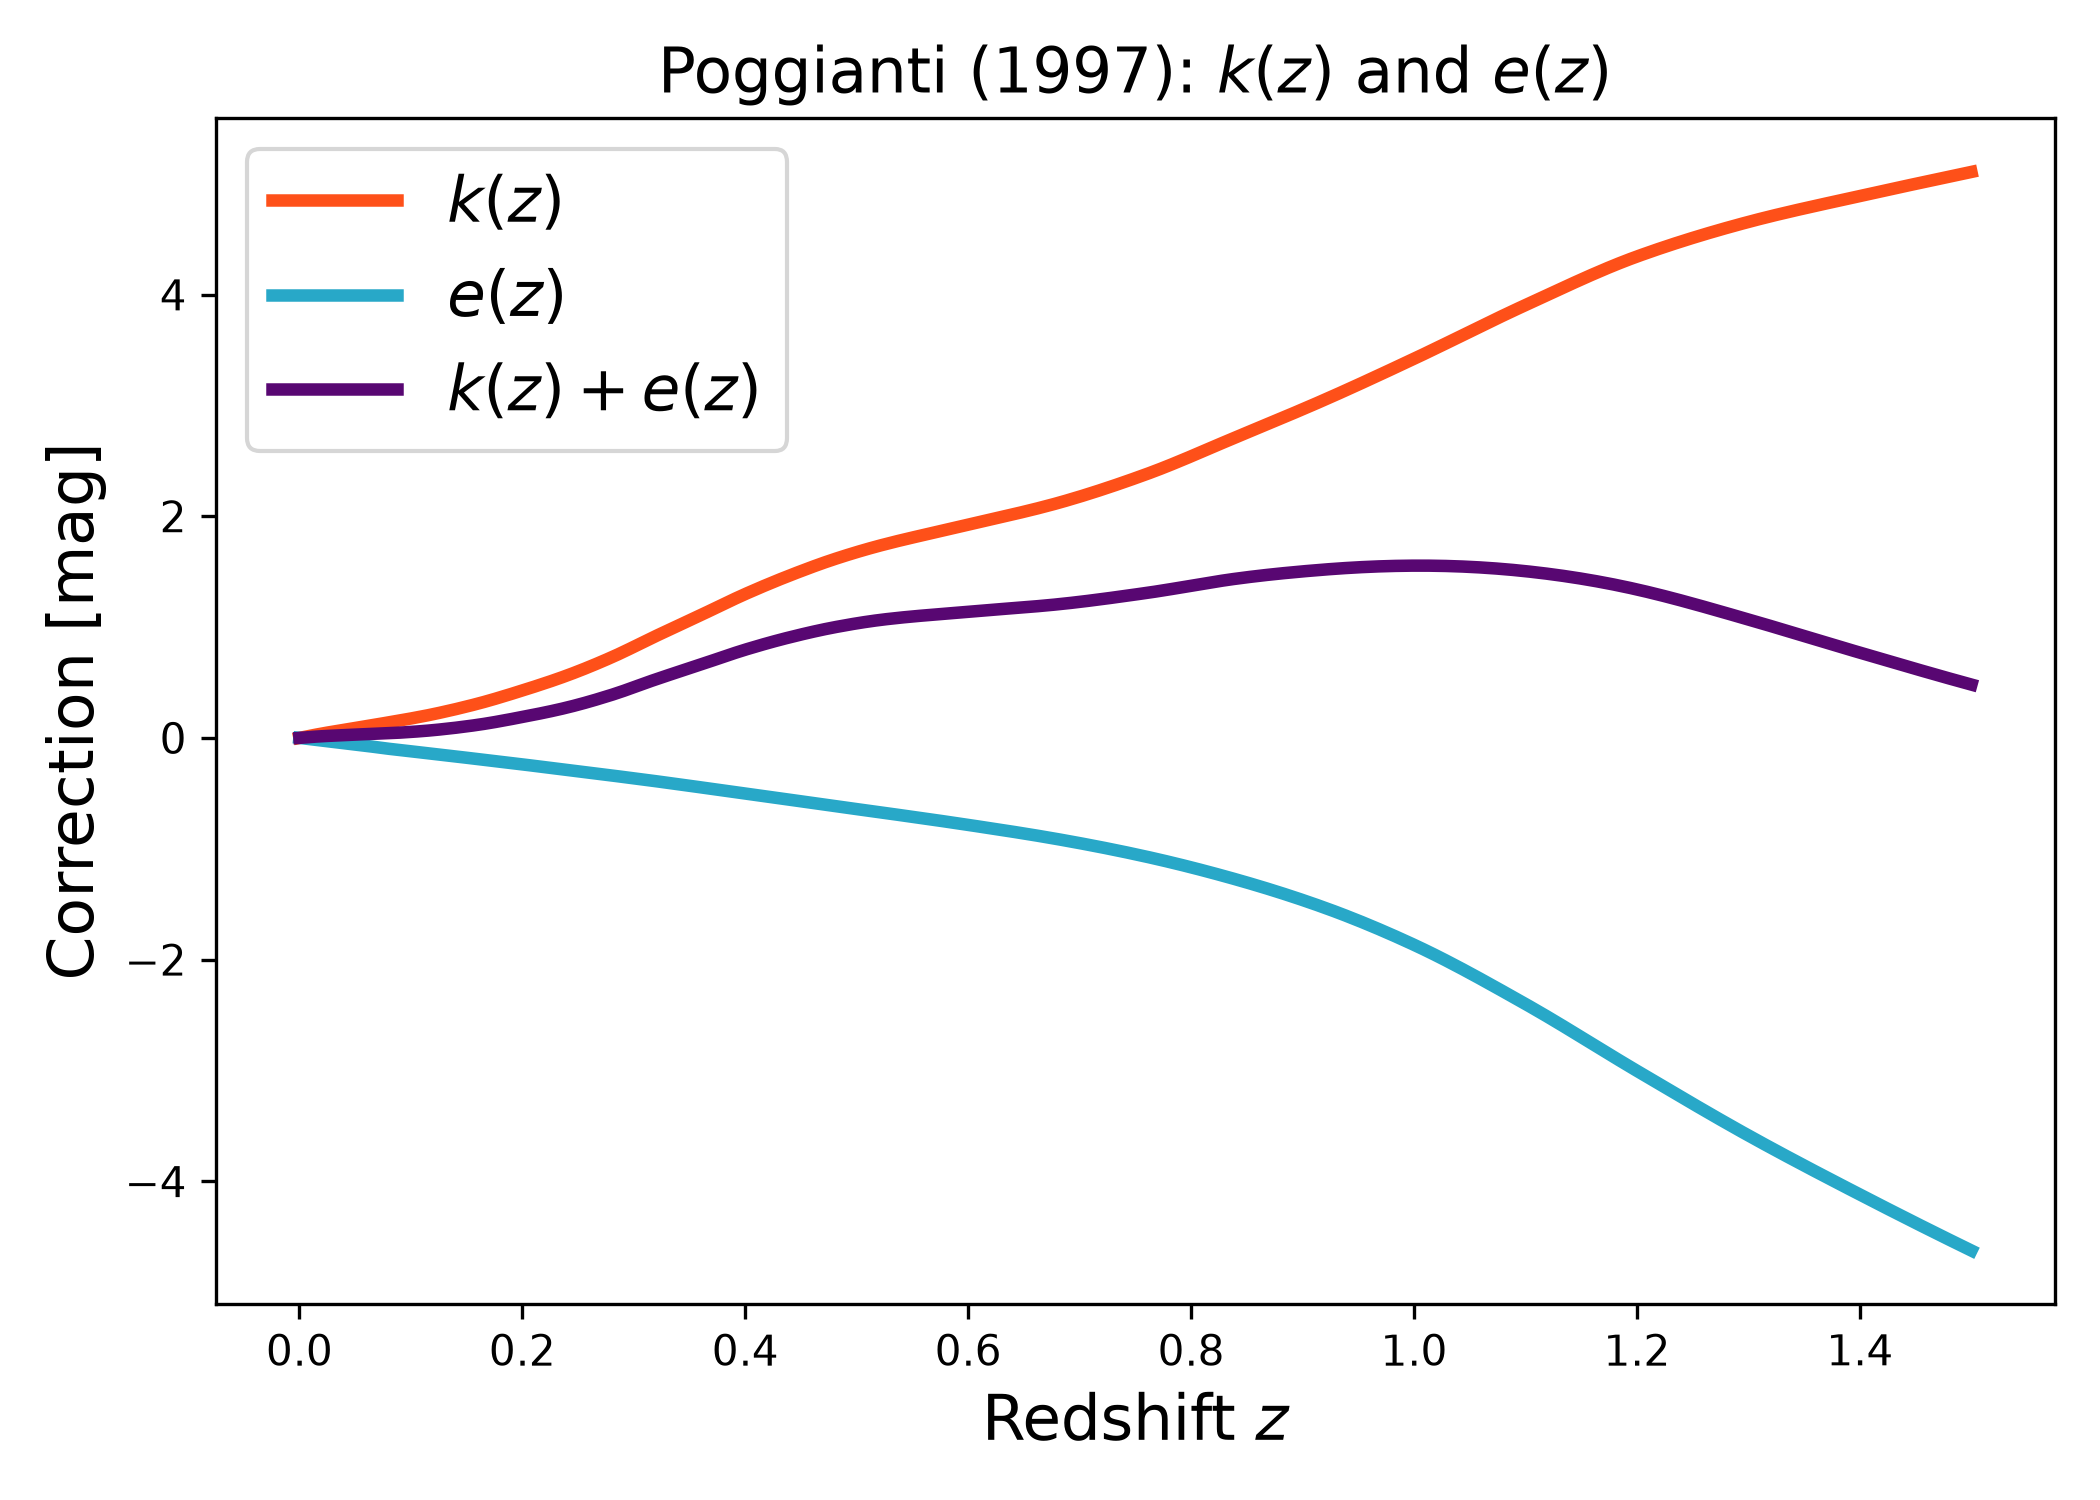 Poggianti (1997): k(z) and e(z)
k(z)
e(z)
k(z) + e(z)
Correction [mag]
4
2
0
−2
−4
0.0 0.2 0.4 0.6 0.8 1.0 1.2 1.4
Redshift z